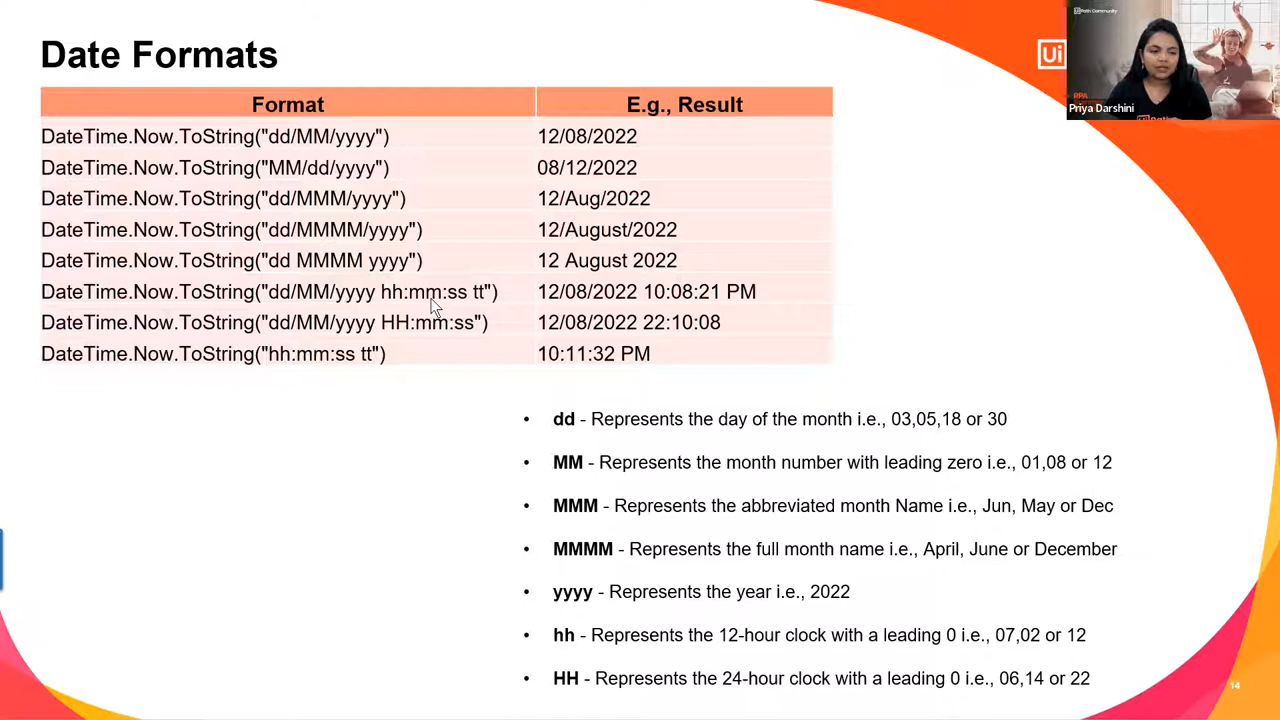 Date Formats
Format E.g., Result
DateTime.Now.ToString("dd/MM/yyyy") 12/08/2022
DateTime.Now.ToString("MM/dd/yyyy") 08/12/2022
DateTime.Now.ToString("dd/MMM/yyyy") 12/Aug/2022
DateTime.Now.ToString("dd/MMMM/yyyy") 12/August/2022
DateTime.Now.ToString("dd MMMM yyyy") 12 August 2022
DateTime.Now.ToString("dd/MM/yyyy hh:mm:ss tt") 12/08/2022 10:08:21 PM
DateTime.Now.ToString("dd/MM/yyyy HH:mm:ss") 12/08/2022 22:10:08
DateTime.Now.ToString("hh:mm:ss tt") 10:11:32 PM
• dd - Represents the day of the month i.e., 03,05,18 or 30
• MM - Represents the month number with leading zero i.e., 01,08 or 12
• MMM - Represents the abbreviated month Name i.e., Jun, May or Dec
• MMMM - Represents the full month name i.e., April, June or December
• yyyy - Represents the year i.e., 2022
• hh - Represents the 12-hour clock with a leading 0 i.e., 07,02 or 12
• HH - Represents the 24-hour clock with a leading 0 i.e., 06,14 or 22
Ui
Path Community
RPA
Priya Darshini
14